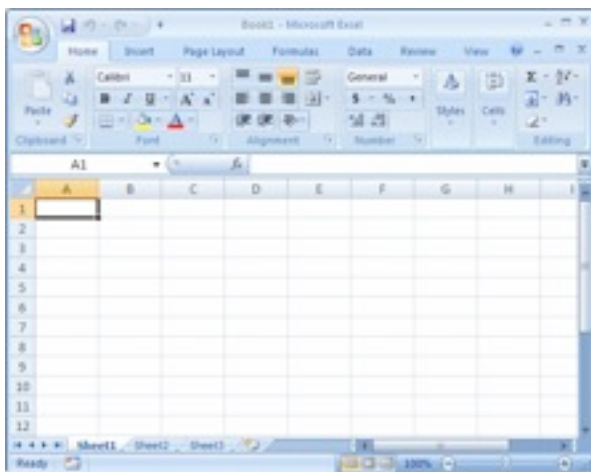 Book1 - Microsoft Excel
Home Insert Page Layout Formulas Data Review View
Calibri 11 General
B I U A A Σ
Paste A $ % , Styles Cells
Clipboard Font Alignment Number Editing
A1 fx
A B C D E F G H I
1
2
3
4
5
6
7
8
9
10
11
12
Sheet1 Sheet2 Sheet3
Ready 100%